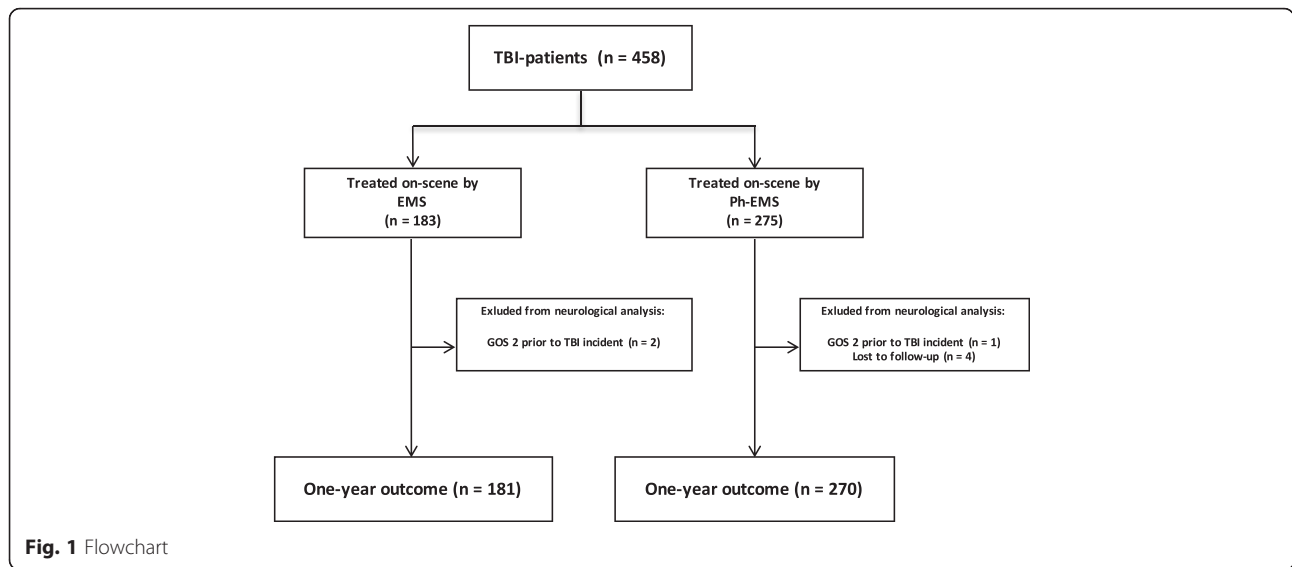 TBI-patients (n = 458)
Treated on-scene by
EMS
(n = 183)
Treated on-scene by
Ph-EMS
(n = 275)
Exluded from neurological analysis:
GOS 2 prior to TBI incident (n = 2)
Exluded from neurological analysis:
GOS 2 prior to TBI incident (n = 1)
Lost to follow-up (n = 4)
One-year outcome (n = 181)
One-year outcome (n = 270)
Fig. 1 Flowchart